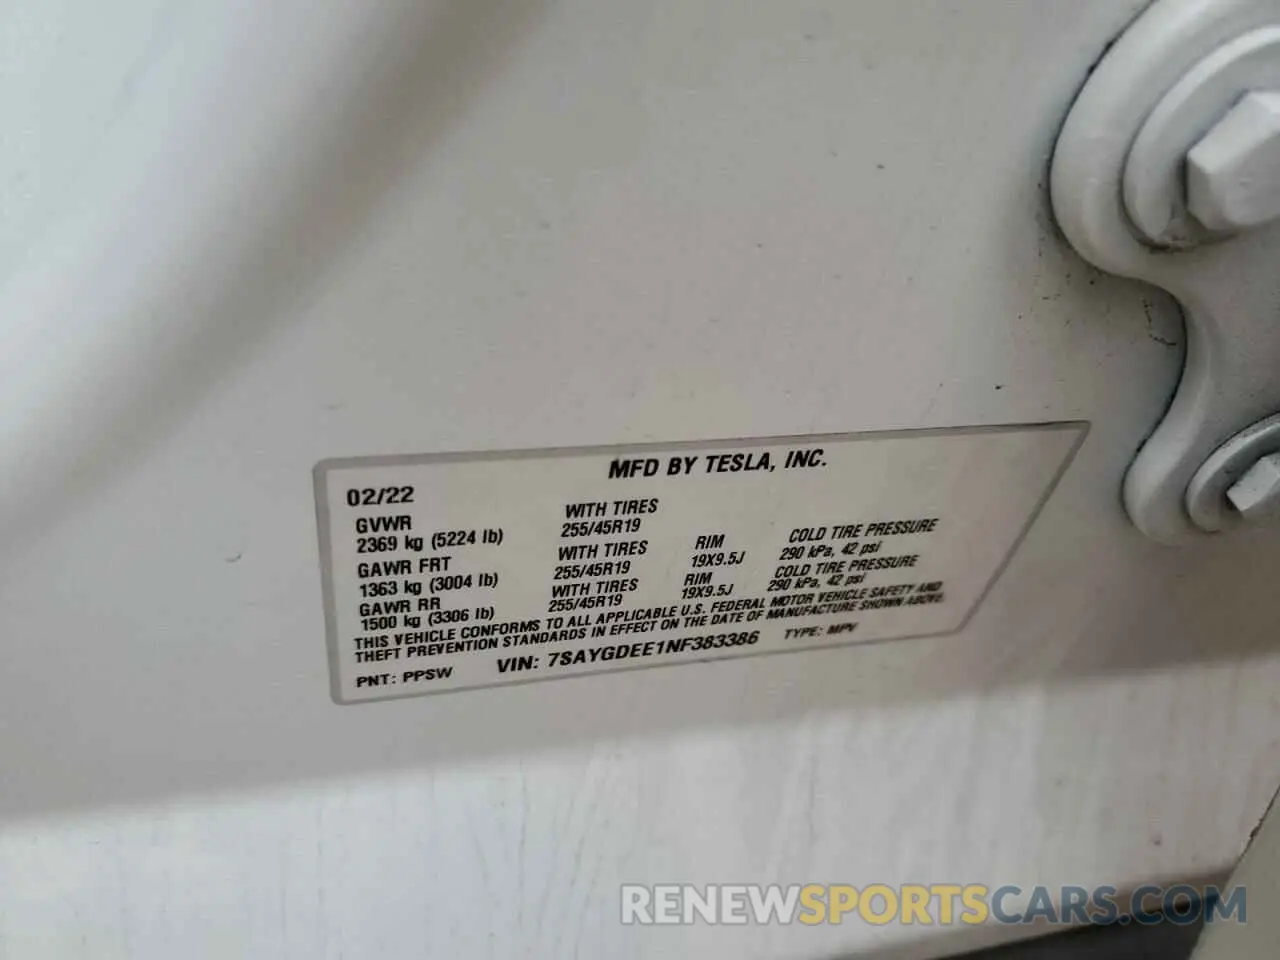 MFD BY TESLA, INC.
02/22
GVWR
2369 kg (5224 lb)
WITH TIRES
255/45R19
GAWR FRT
1363 kg (3004 lb)
WITH TIRES
255/45R19
RIM
19X9.5J
COLD TIRE PRESSURE
290 kPa, 42 psi
GAWR RR
1500 kg (3306 lb)
WITH TIRES
255/45R19
RIM
19X9.5J
COLD TIRE PRESSURE
290 kPa, 42 psi
THIS VEHICLE CONFORMS TO ALL APPLICABLE U.S. FEDERAL MOTOR VEHICLE SAFETY AND
THEFT PREVENTION STANDARDS IN EFFECT ON THE DATE OF MANUFACTURE SHOWN ABOVE.
PNT: PPSW VIN: 7SAYGDEE1NF383386 TYPE: MPV
RENEWSPORTSCARS.COM